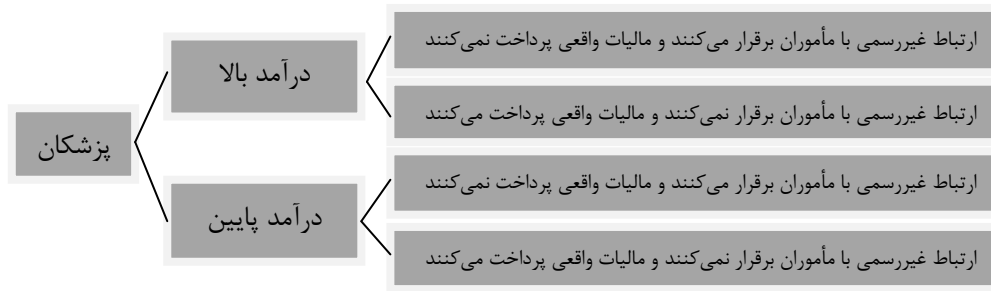 پزشکان
درآمد بالا
ارتباط غیررسمی با مأموران برقرار می‌کنند و مالیات واقعی پرداخت نمی‌کنند
ارتباط غیررسمی با مأموران برقرار نمی‌کنند و مالیات واقعی پرداخت می‌کنند
درآمد پایین
ارتباط غیررسمی با مأموران برقرار می‌کنند و مالیات واقعی پرداخت نمی‌کنند
ارتباط غیررسمی با مأموران برقرار نمی‌کنند و مالیات واقعی پرداخت می‌کنند